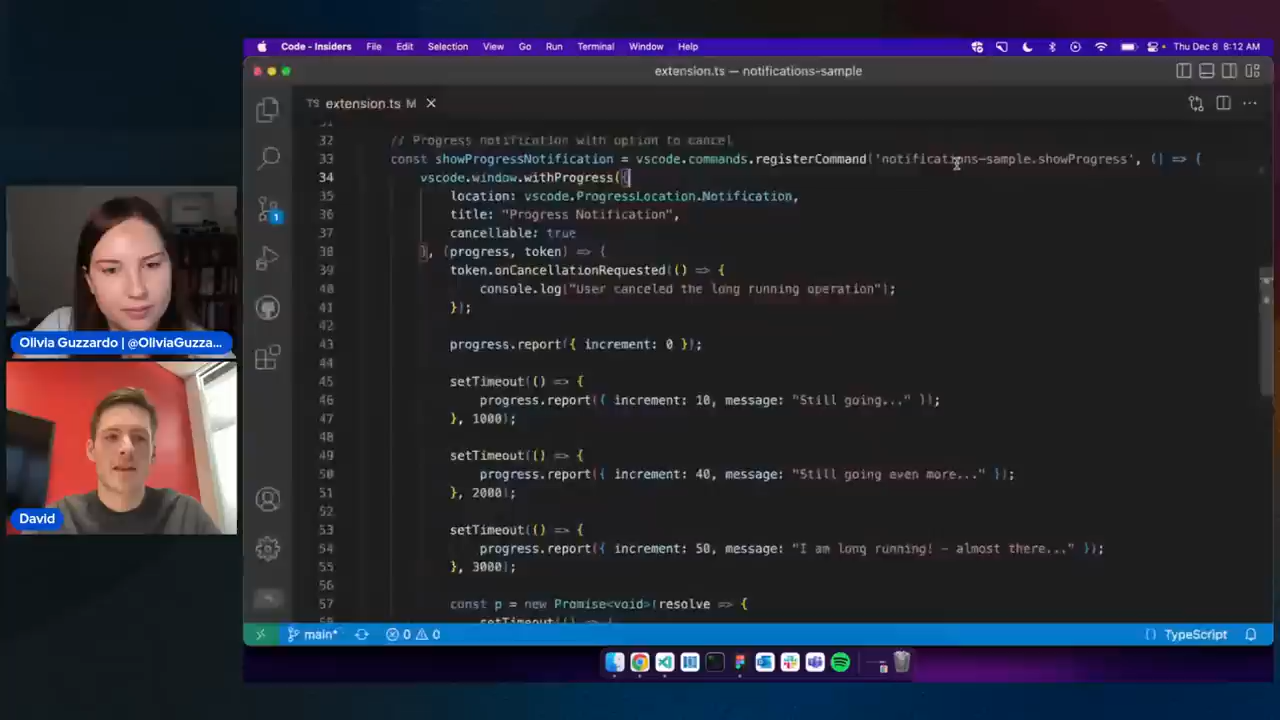 Code - Insiders File Edit Selection View Go Run Terminal Window Help Thu Dec 8 8:12 AM
extension.ts — notifications-sample
TS extension.ts M
32 // Progress notification with option to cancel
33 const showProgressNotification = vscode.commands.registerCommand('notifications-sample.showProgress', () => {
34 vscode.window.withProgress({
35 location: vscode.ProgressLocation.Notification,
36 title: "Progress Notification",
37 cancellable: true
38 }, (progress, token) => {
39 token.onCancellationRequested(() => {
40 console.log("User canceled the long running operation");
41 });
42
43 progress.report({ increment: 0 });
44
45 setTimeout(() => {
46 progress.report({ increment: 10, message: "Still going..." });
47 }, 1000);
48
49 setTimeout(() => {
50 progress.report({ increment: 40, message: "Still going even more..." });
51 }, 2000);
52
53 setTimeout(() => {
54 progress.report({ increment: 50, message: "I am long running! - almost there..." });
55 }, 3000);
56
57 const p = new Promise<void>(resolve => {
setTimeout(() => {
1
Olivia Guzzardo | @OliviaGuzza...
David
main* 0 0 TypeScript